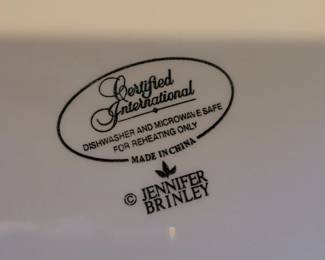 Certified
International
DISHWASHER AND MICROWAVE SAFE
FOR REHEATING ONLY
MADE IN CHINA
© JENNIFER
BRINLEY